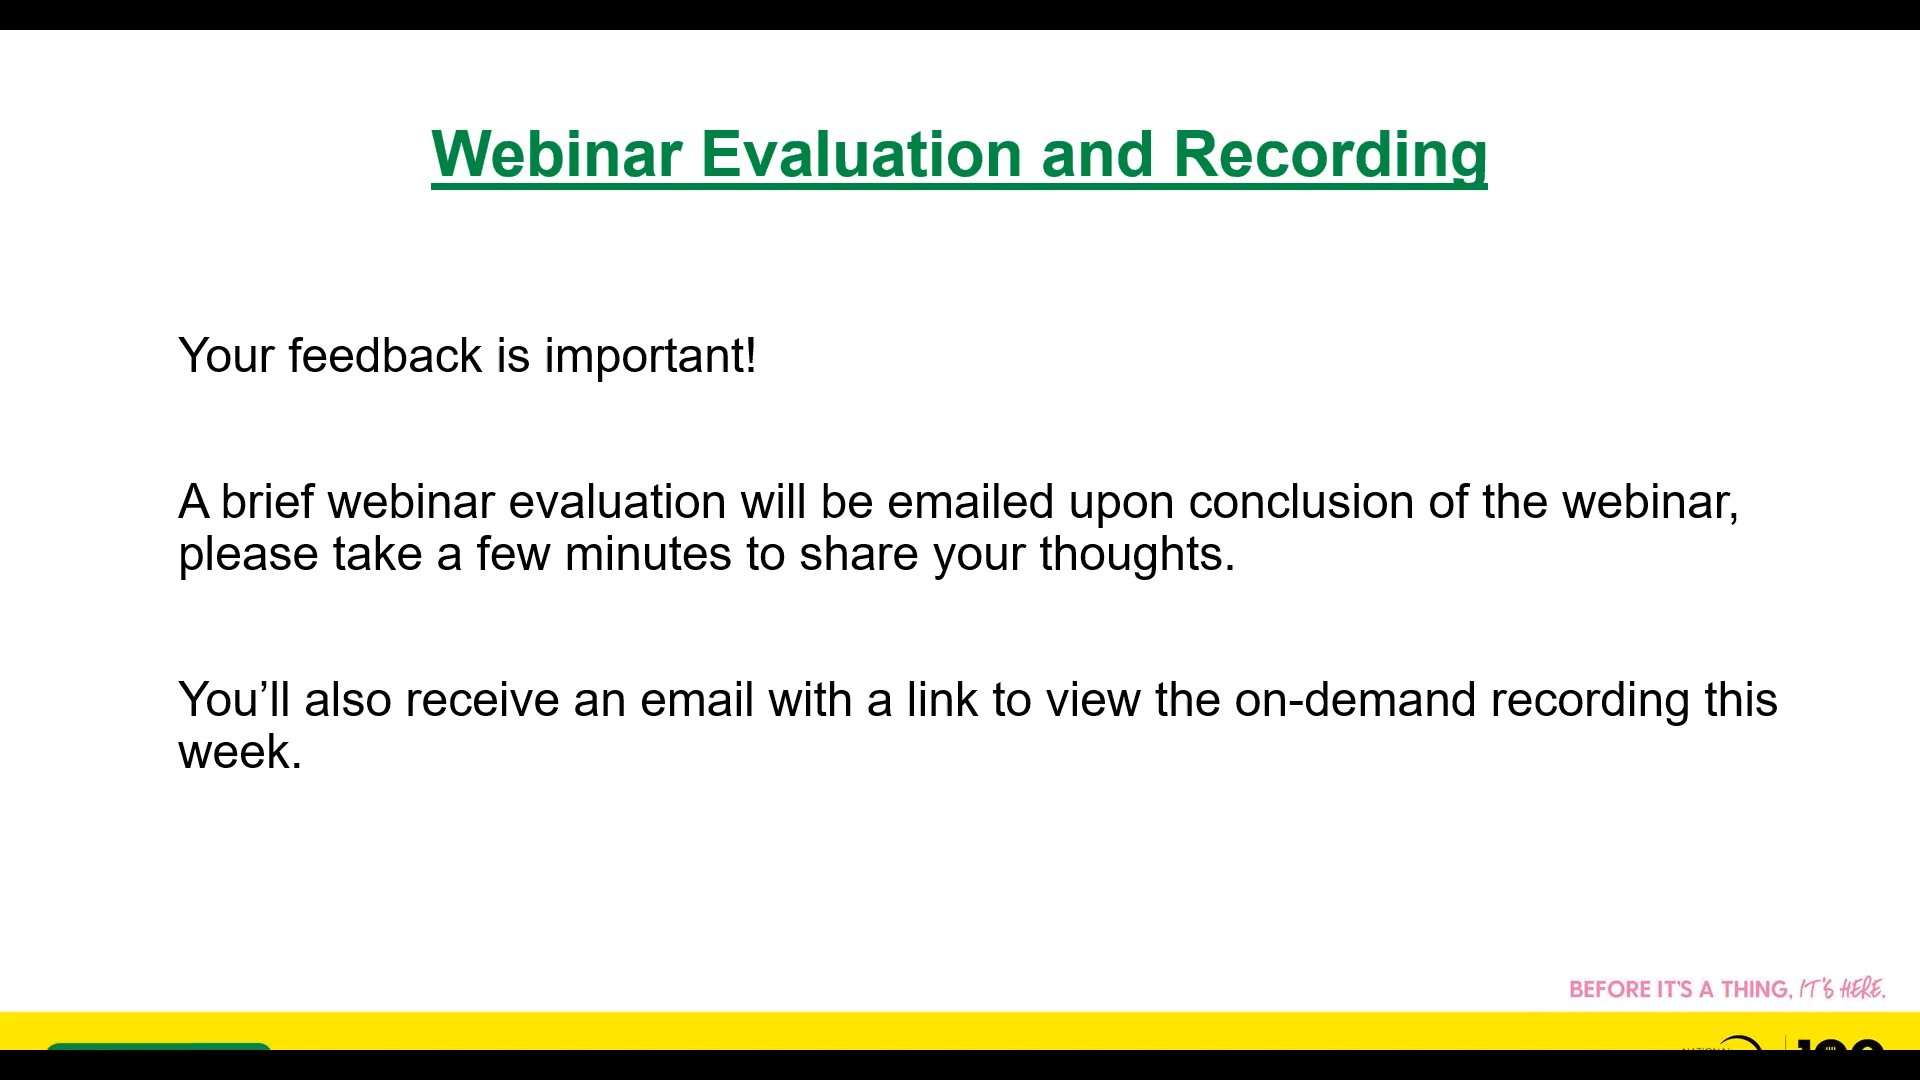 Webinar Evaluation and Recording
Your feedback is important!
A brief webinar evaluation will be emailed upon conclusion of the webinar,
please take a few minutes to share your thoughts.
You’ll also receive an email with a link to view the on-demand recording this
week.
BEFORE IT'S A THING, IT'S HERE.